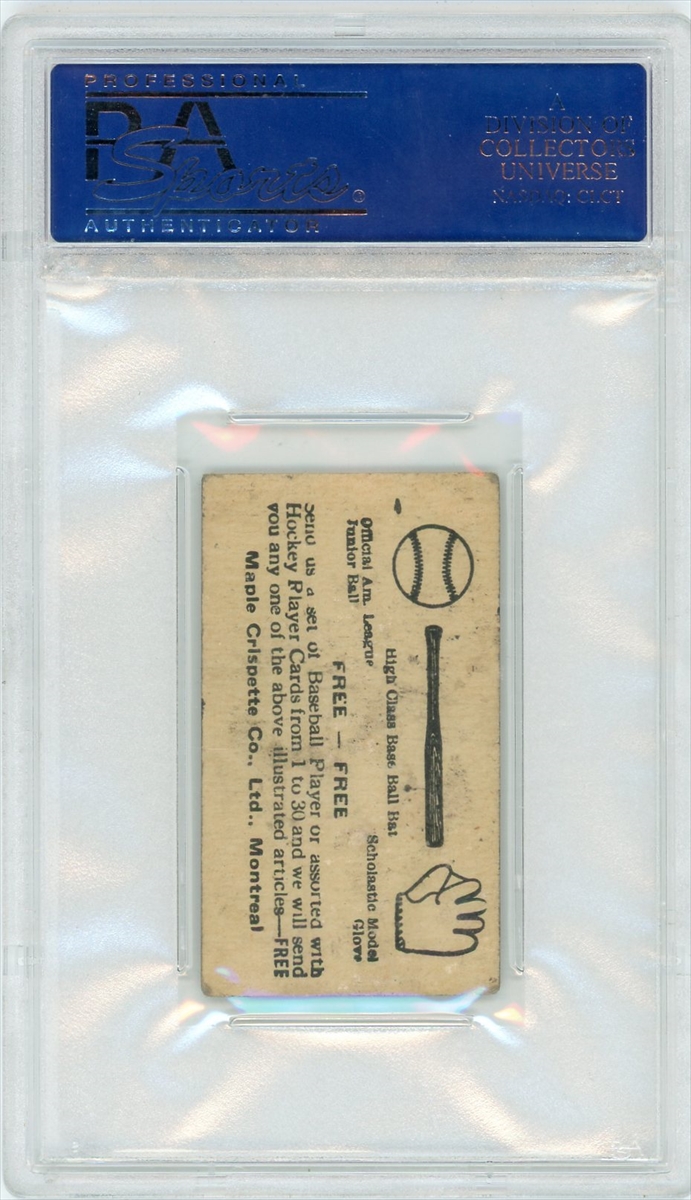 PROFESSIONAL
PSA
Sports®
AUTHENTICATOR
A
DIVISION OF
COLLECTORS
UNIVERSE
NASDAQ: CLCT
Official Am. League
Junior Ball
High Class Base Ball Bat
Scholastic Model
Glove
FREE — FREE
Send us a set of Baseball Player or assorted with
Hockey Player Cards from 1 to 30 and we will send
you any one of the above illustrated articles—FREE
Maple Crispette Co., Ltd., Montreal
PSA